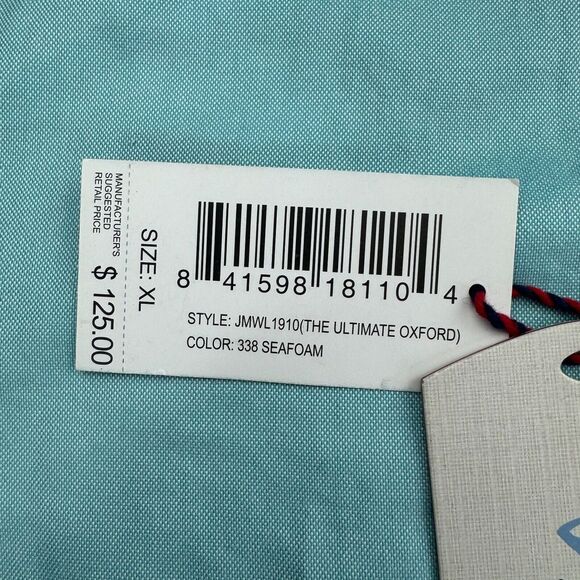 MANUFACTURER'S
SUGGESTED
RETAIL PRICE
$ 125.00
SIZE: XL
8 41598 18110 4
STYLE: JMWL1910(THE ULTIMATE OXFORD)
COLOR: 338 SEAFOAM